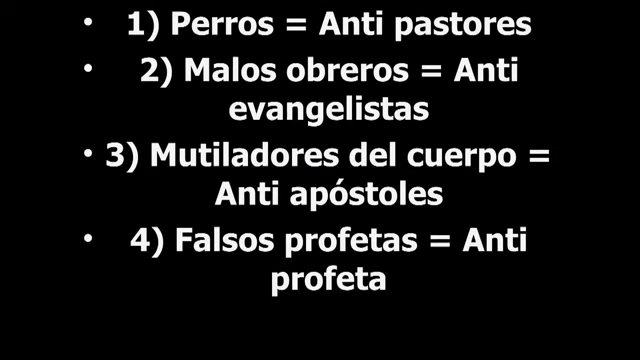 • 1) Perros = Anti pastores
• 2) Malos obreros = Anti
evangelistas
• 3) Mutiladores del cuerpo =
Anti apóstoles
• 4) Falsos profetas = Anti
profeta